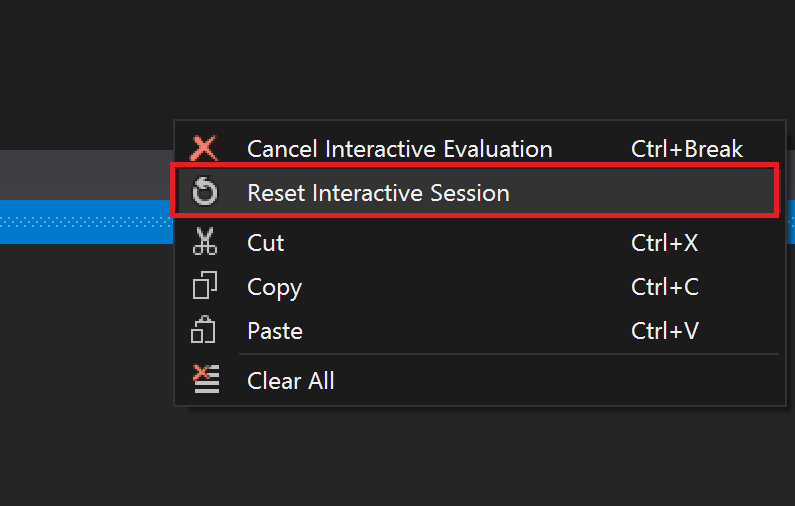 Cancel Interactive Evaluation Ctrl+Break
Reset Interactive Session
Cut Ctrl+X
Copy Ctrl+C
Paste Ctrl+V
Clear All